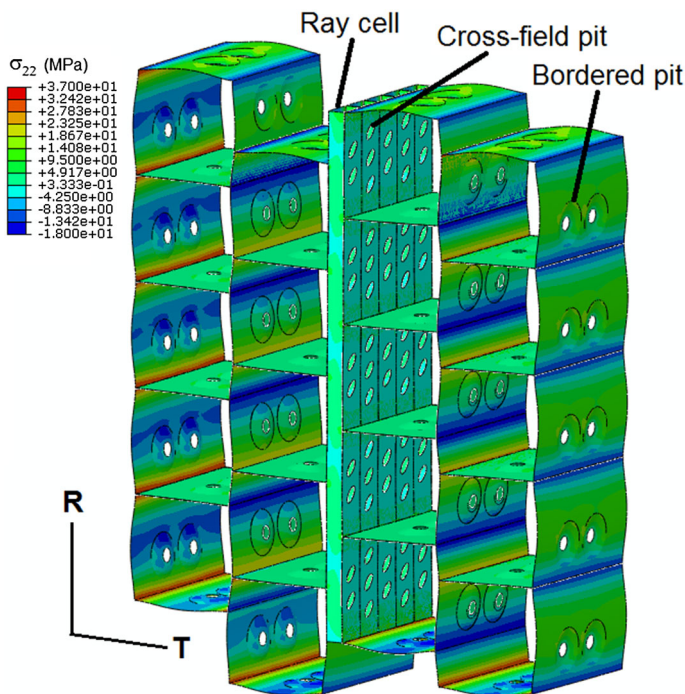 Ray cell
Cross-field pit
Bordered pit
σ22 (MPa)
+3.700e+01
+3.242e+01
+2.783e+01
+2.325e+01
+1.867e+01
+1.408e+01
+9.500e+00
+4.917e+00
+3.333e-01
-4.250e+00
-8.833e+00
-1.342e+01
-1.800e+01
R
T